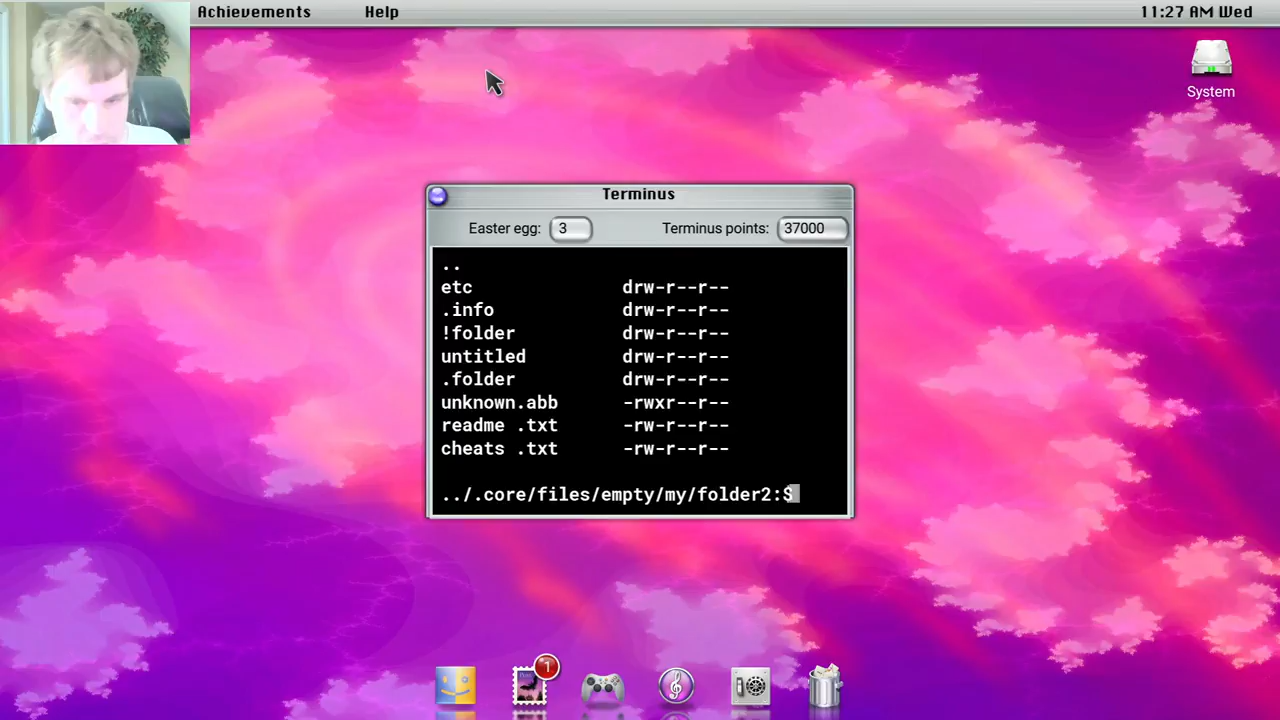 Achievements Help 11:27 AM Wed
System
Terminus
Easter egg: 3 Terminus points: 37000
..
etc drw-r--r--
.info drw-r--r--
!folder drw-r--r--
untitled drw-r--r--
.folder drw-r--r--
unknown.abb -rwxr--r--
readme .txt -rw-r--r--
cheats .txt -rw-r--r--
../.core/files/empty/my/folder2:$
1